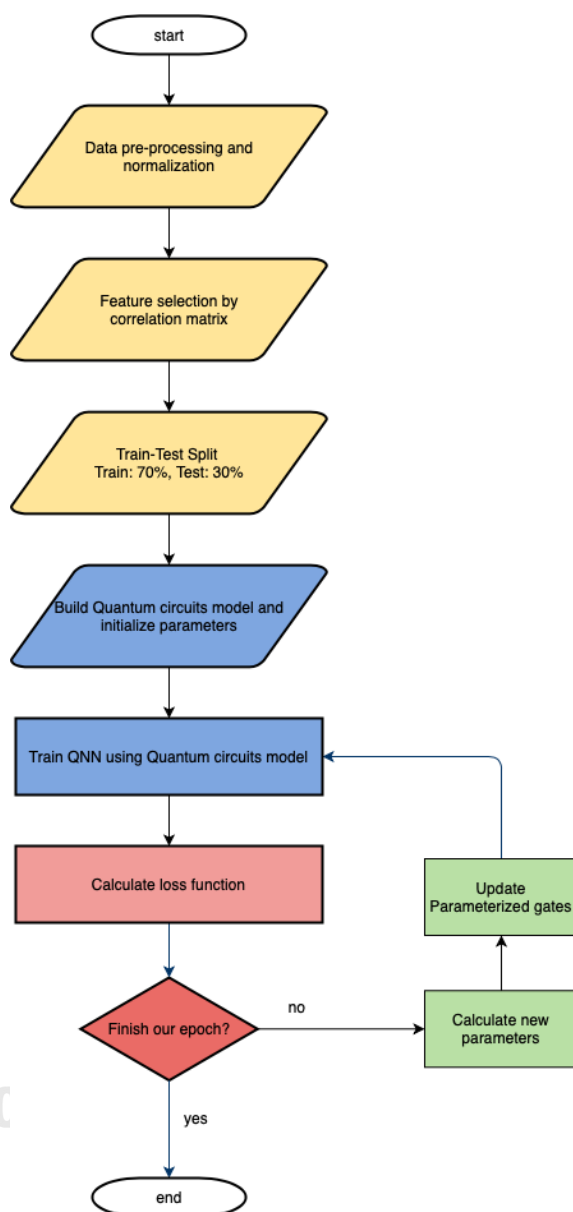 start
Data pre-processing and
normalization
Feature selection by
correlation matrix
Train-Test Split
Train: 70%, Test: 30%
Build Quantum circuits model and
initialize parameters
Train QNN using Quantum circuits model
Calculate loss function
Update
Parameterized gates
Finish our epoch?
no
Calculate new
parameters
yes
end